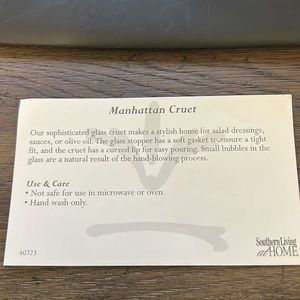 Manhattan Cruet
Our sophisticated glass cruet makes a stylish home for salad dressings,
sauces, or olive oil. The glass stopper has a soft gasket to ensure a tight
fit, and the cruet has a curved lip for easy pouring. Small bubbles in the
glass are a natural result of the hand-blowing process.
Use & Care
• Not safe for use in microwave or oven.
• Hand wash only.
40723
Southern Living
at HOME